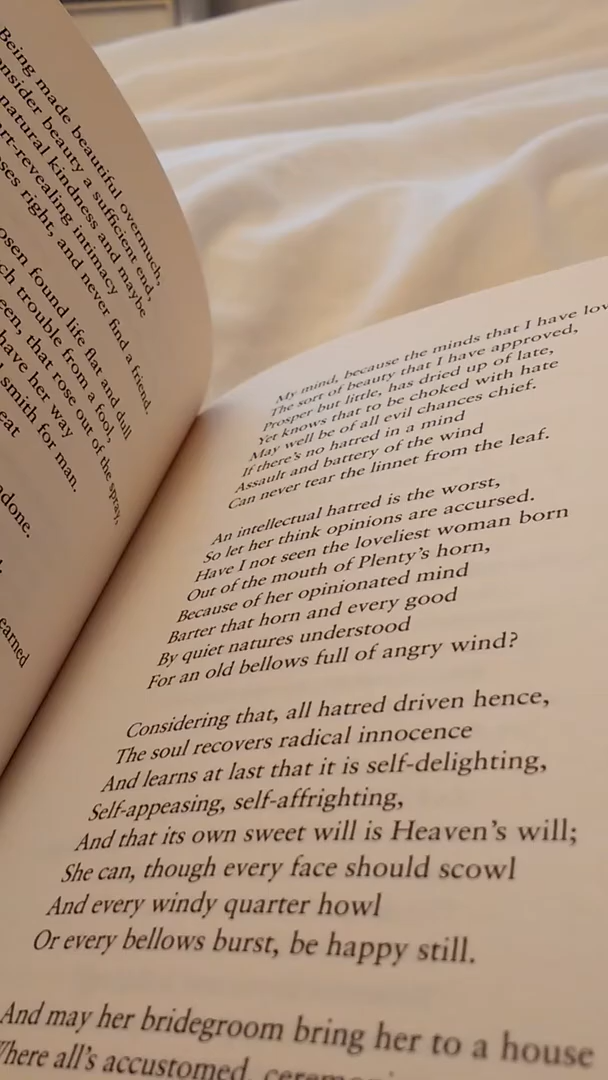 Being made beautiful overmuch,
onsider beauty a sufficient end,
natural kindness and maybe
art-revealing intimacy
oses right, and never find a friend.
osen found life flat and dull
ch trouble from a fool,
een, that rose out of the spray,
have her way
smith for man.
eat
done.
earned
My mind, because the minds that I have lov
The sort of beauty that I have approved,
Prosper but little, has dried up of late,
Yet knows that to be choked with hate
May well be of all evil chances chief.
If there's no hatred in a mind
Assault and battery of the wind
Can never tear the linnet from the leaf.
An intellectual hatred is the worst,
So let her think opinions are accursed.
Have I not seen the loveliest woman born
Out of the mouth of Plenty's horn,
Because of her opinionated mind
Barter that horn and every good
By quiet natures understood
For an old bellows full of angry wind?
Considering that, all hatred driven hence,
The soul recovers radical innocence
And learns at last that it is self-delighting,
Self-appeasing, self-affrighting,
And that its own sweet will is Heaven's will;
She can, though every face should scowl
And every windy quarter howl
Or every bellows burst, be happy still.
And may her bridegroom bring her to a house
Where all's accustomed,